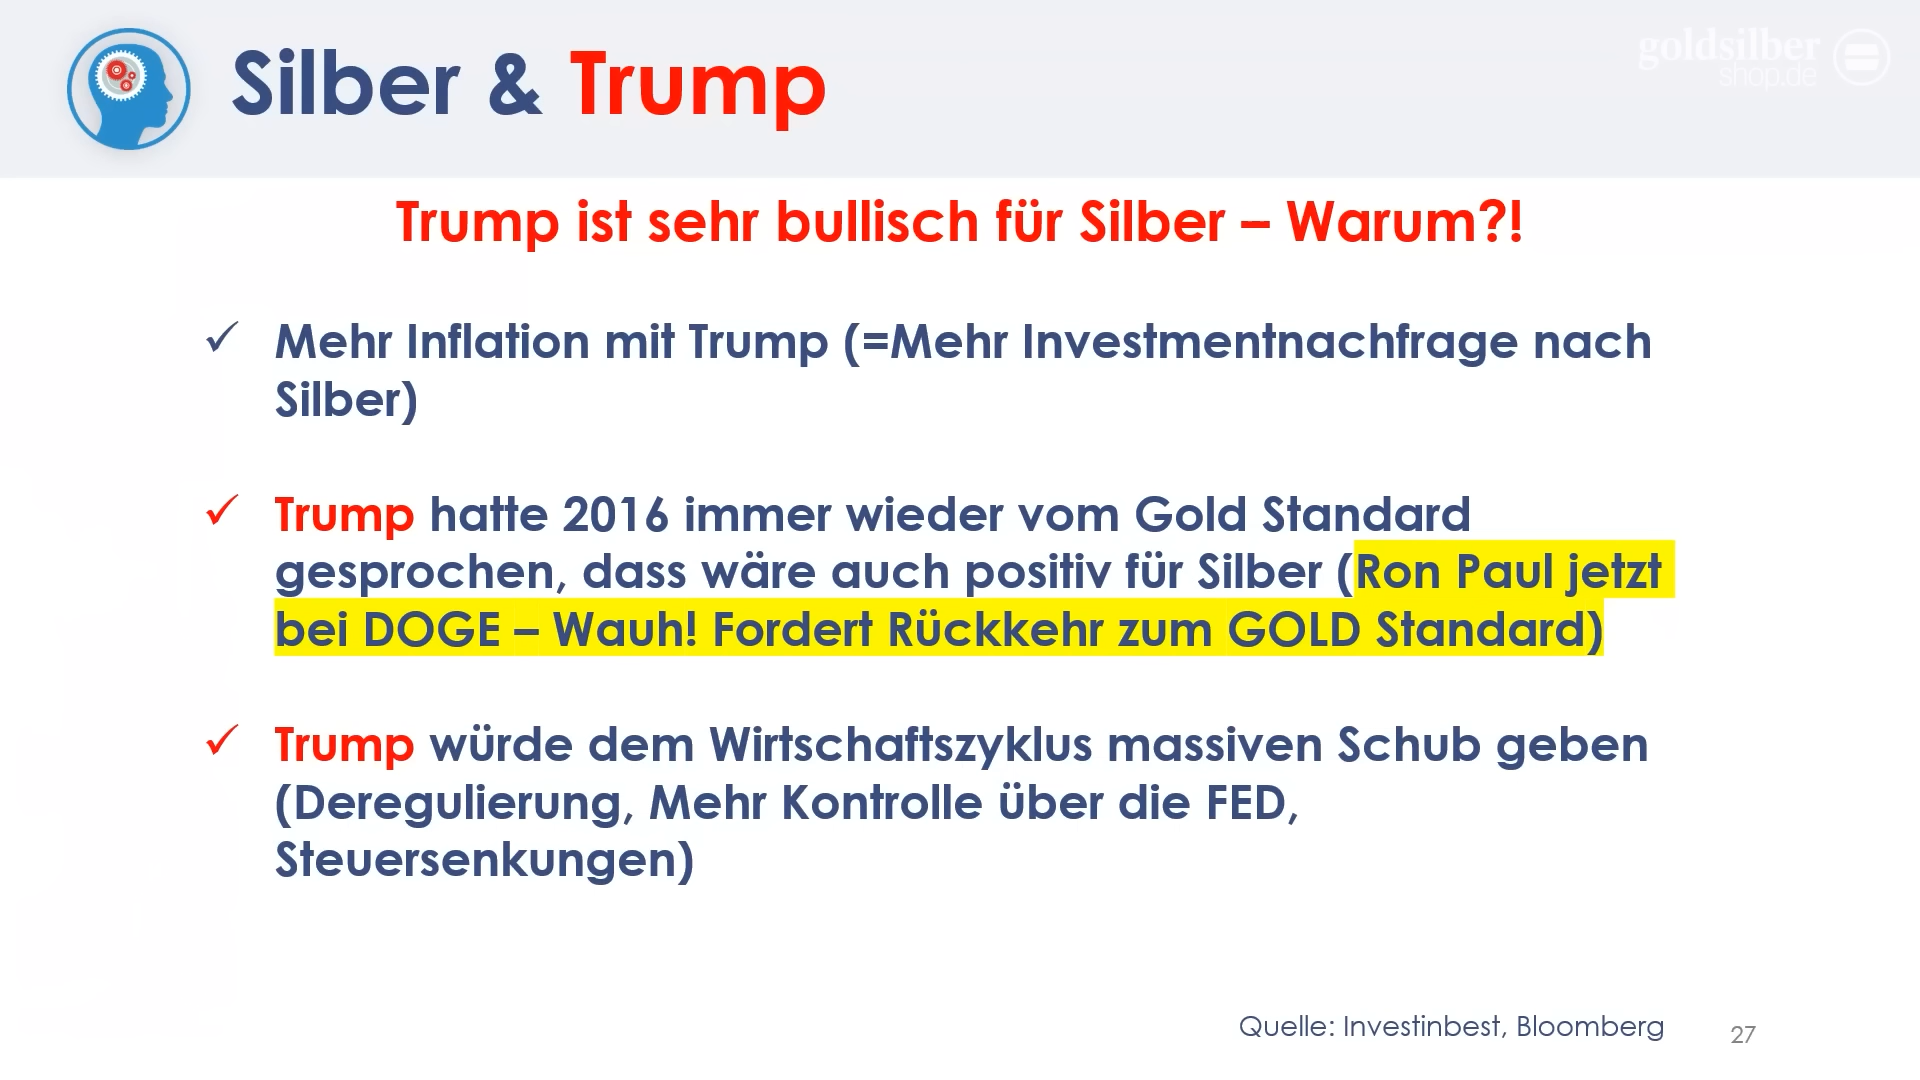 Silber & Trump
goldsilber
shop.de
Trump ist sehr bullisch für Silber – Warum?!
✓ Mehr Inflation mit Trump (=Mehr Investmentnachfrage nach
Silber)
✓ Trump hatte 2016 immer wieder vom Gold Standard
gesprochen, dass wäre auch positiv für Silber (Ron Paul jetzt
bei DOGE – Wauh! Fordert Rückkehr zum GOLD Standard)
✓ Trump würde dem Wirtschaftszyklus massiven Schub geben
(Deregulierung, Mehr Kontrolle über die FED,
Steuersenkungen)
Quelle: Investinbest, Bloomberg
27